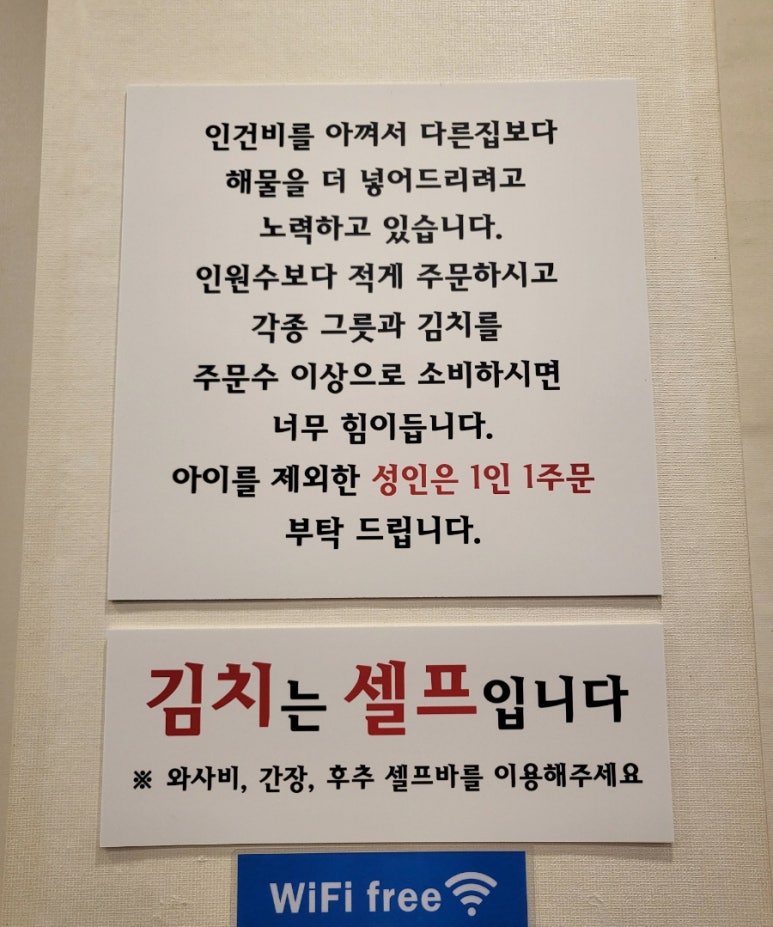 인건비를 아껴서 다른집보다
해물을 더 넣어드리려고
노력하고 있습니다.
인원수보다 적게 주문하시고
각종 그릇과 김치를
주문수 이상으로 소비하시면
너무 힘이듭니다.
아이를 제외한 성인은 1인 1주문
부탁 드립니다.
김치는 셀프입니다
※ 와사비, 간장, 후추 셀프바를 이용해주세요
WiFi free